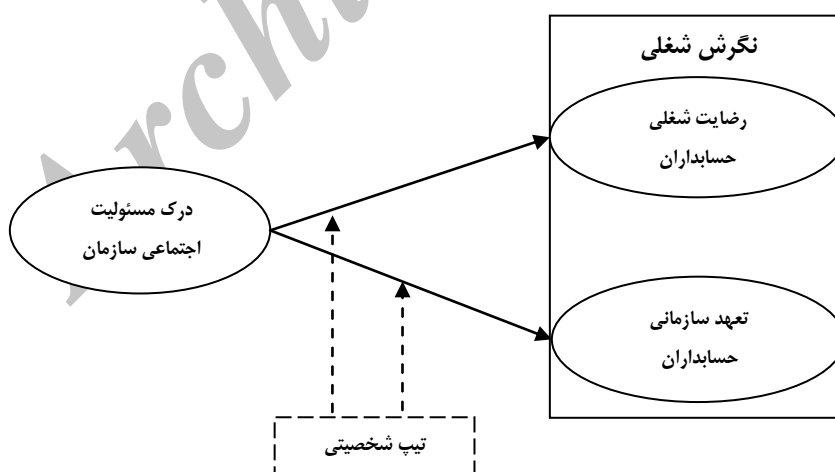 نگرش شغلی
رضایت شغلی
حسابداران
درک مسئولیت
اجتماعی سازمان
تعهد سازمانی
حسابداران
تیپ شخصیتی